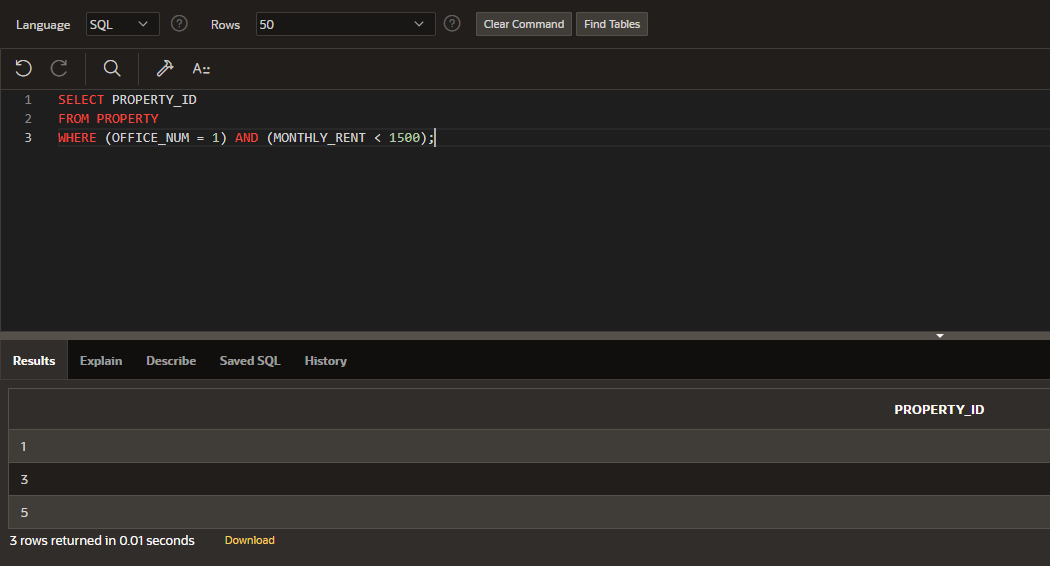 Language SQL ? Rows 50 ? Clear Command Find Tables
A
1 SELECT PROPERTY_ID
2 FROM PROPERTY
3 WHERE (OFFICE_NUM = 1) AND (MONTHLY_RENT < 1500);
Results Explain Describe Saved SQL History
PROPERTY_ID
1
3
5
3 rows returned in 0.01 seconds Download